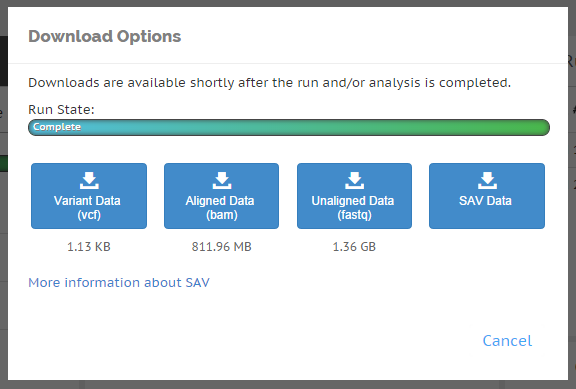 Download Options
Downloads are available shortly after the run and/or analysis is completed.
Run State:
Complete
Variant Data
(vcf)
Aligned Data
(bam)
Unaligned Data
(fastq)
SAV Data
1.13 KB
811.96 MB
1.36 GB
More information about SAV
Cancel